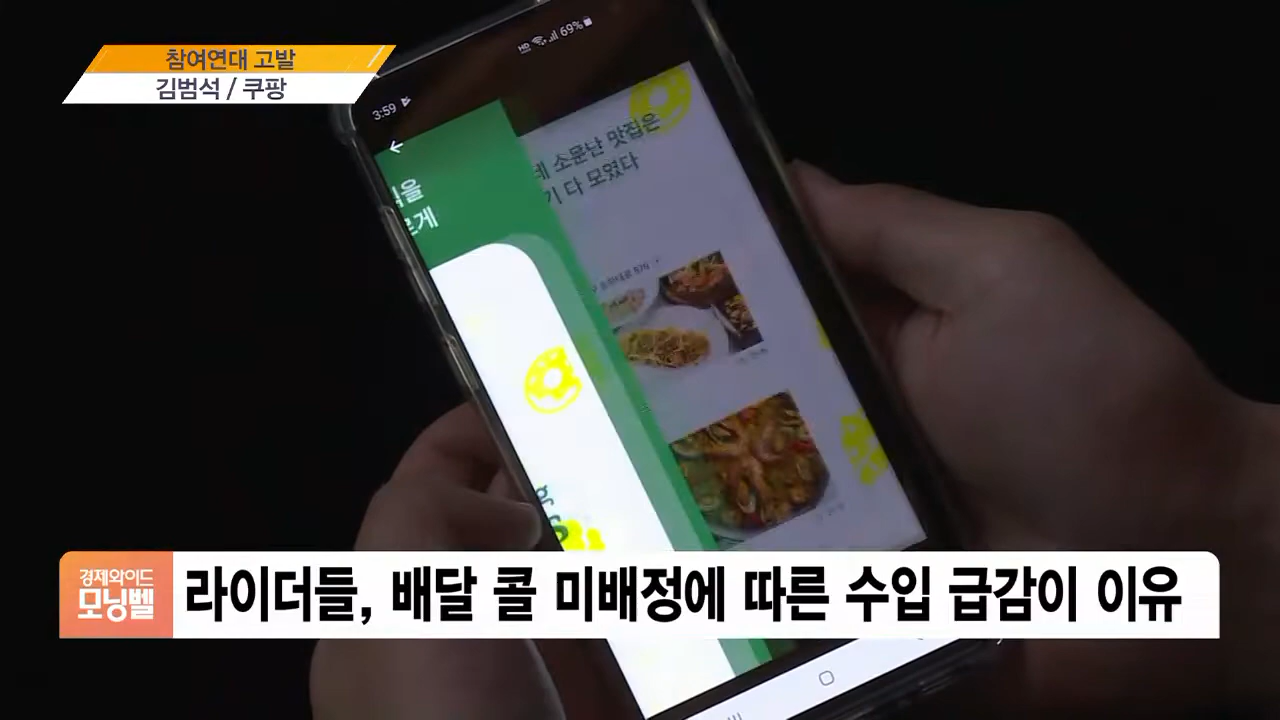 참여연대 고발
김범석 / 쿠팡
69%
3:59
소문난 맛집은
다 모였다
경제와이드
모닝벨
라이더들, 배달 콜 미배정에 따른 수입 급감이 이유